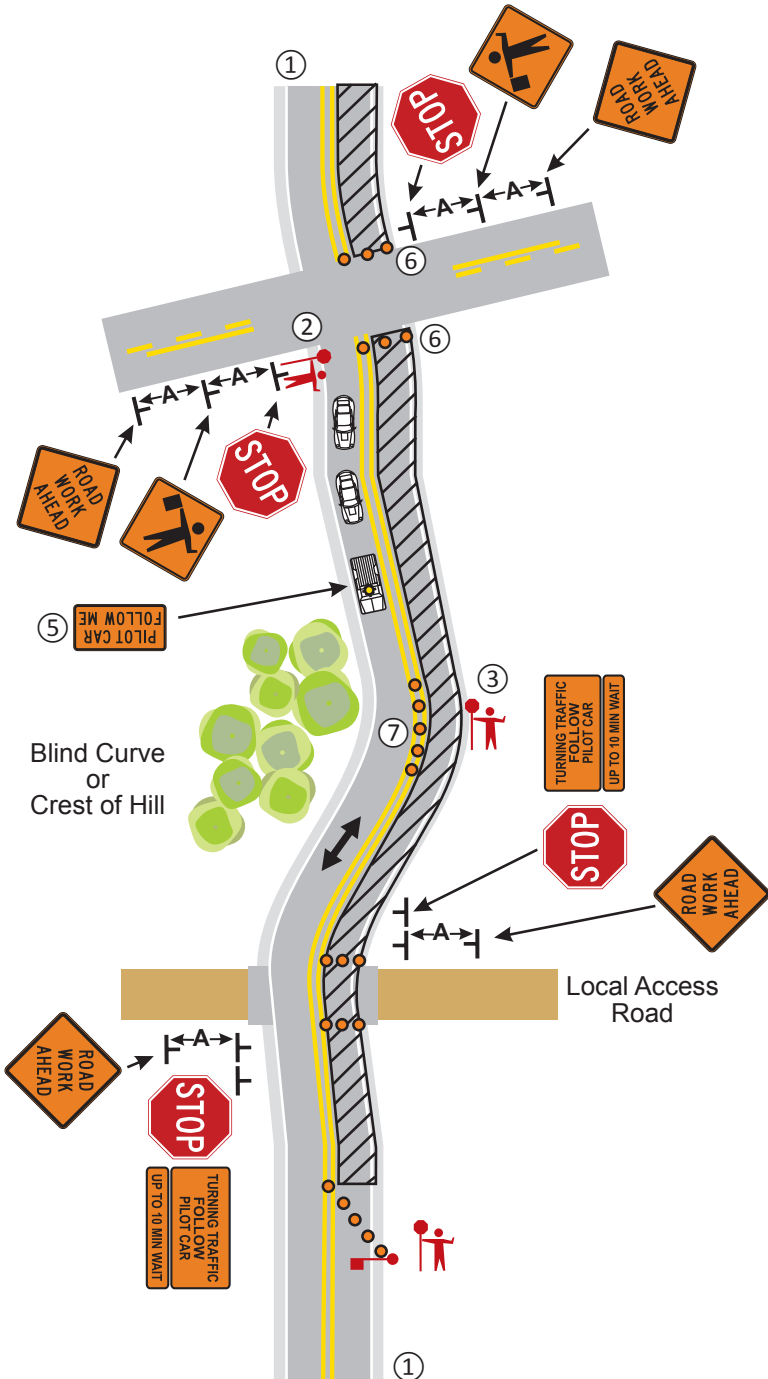 ①
STOP
ROAD
WORK
AHEAD
A
A
⑥
②
⑥
A
A
ROAD
WORK
AHEAD
STOP
⑤
PILOT CAR
FOLLOW ME
③
TURNING TRAFFIC
FOLLOW
PILOT CAR
UP TO 10 MIN WAIT
⑦
Blind Curve
or
Crest of Hill
STOP
ROAD
WORK
AHEAD
A
Local Access
Road
A
ROAD
WORK
AHEAD
STOP
TURNING TRAFFIC
FOLLOW
PILOT CAR
UP TO 10 MIN WAIT
①